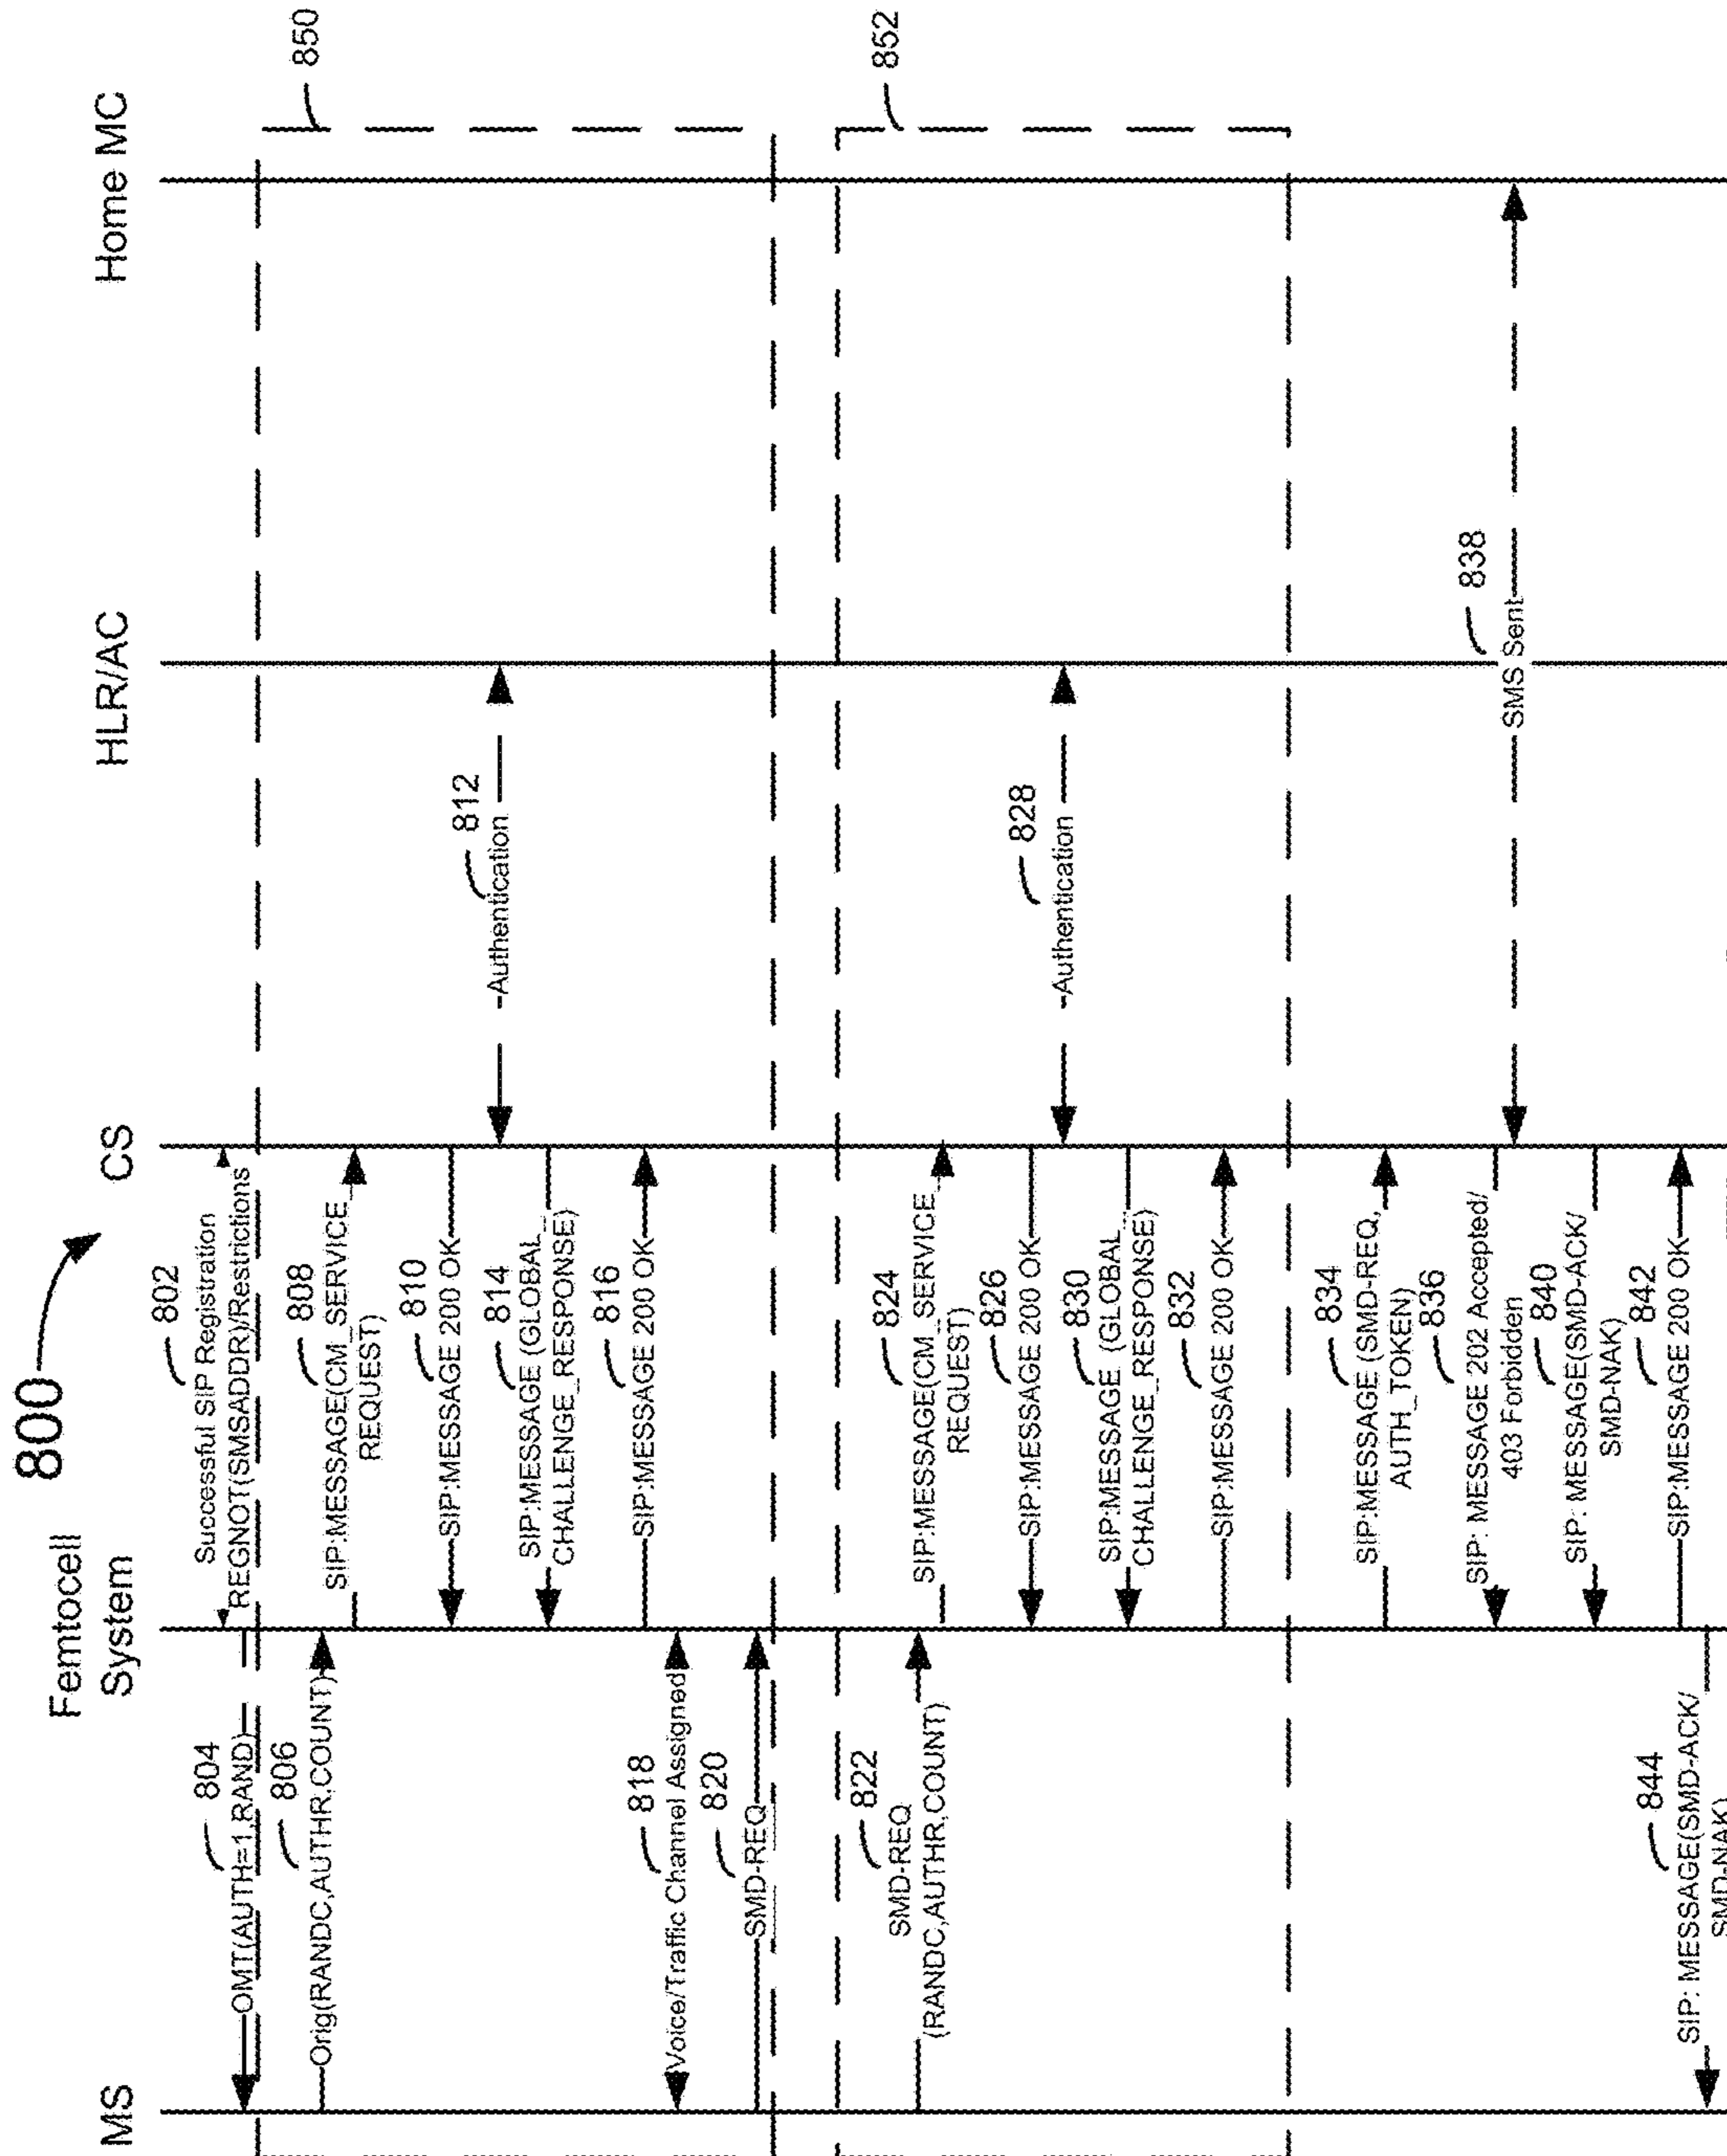 800
MS
Femtocell
System
CS
HLR/AC
Home MC
802
Successful SIP Registration
REGNOT(SMSADDR)/Restrictions
804
OMT(AUTH=1,RAND)
850
806
Orig(RANDC,AUTHR,COUNT)
808
SIP:MESSAGE(CM_SERVICE_
REQUEST)
810
SIP:MESSAGE 200 OK
812
Authentication
814
SIP:MESSAGE (GLOBAL_
CHALLENGE_RESPONSE)
816
SIP:MESSAGE 200 OK
818
Voice/Traffic Channel Assigned
820
SMD-REQ
852
822
SMD-REQ
(RANDC,AUTHR,COUNT)
824
SIP:MESSAGE(CM_SERVICE_
REQUEST)
826
SIP:MESSAGE 200 OK
828
Authentication
830
SIP:MESSAGE (GLOBAL_
CHALLENGE_RESPONSE)
832
SIP:MESSAGE 200 OK
834
SIP:MESSAGE (SMD-REQ,
AUTH_TOKEN)
836
SIP: MESSAGE 202 Accepted/
403 Forbidden
838
SMS Sent
840
SIP: MESSAGE(SMD-ACK/
SMD-NAK)
842
SIP:MESSAGE 200 OK
844
SIP: MESSAGE(SMD-ACK/
SMD-NAK)